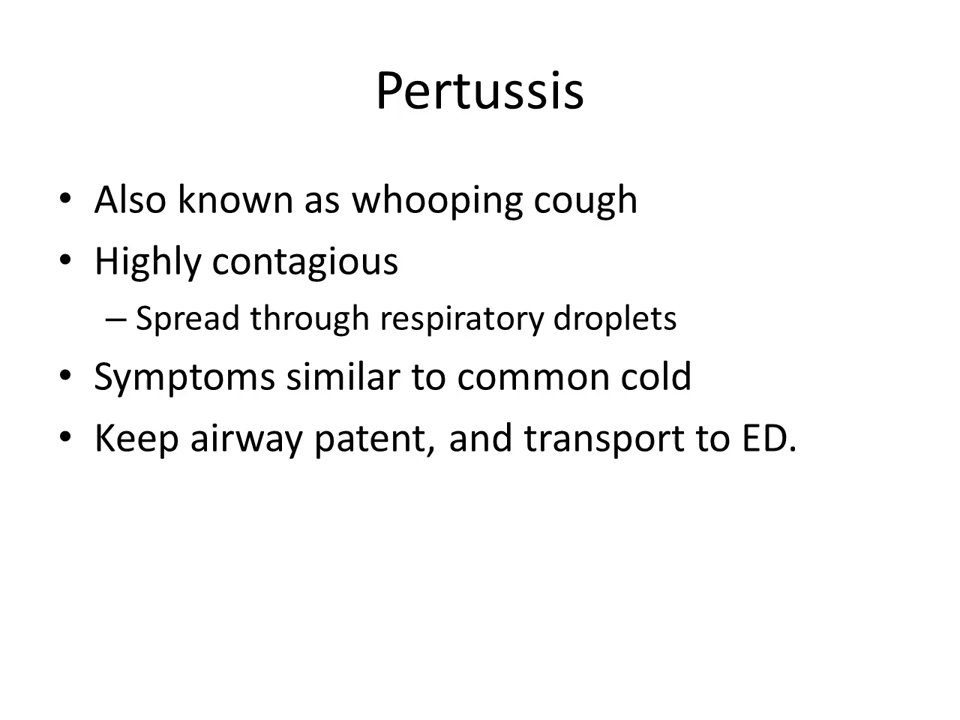 Pertussis
• Also known as whooping cough
• Highly contagious
– Spread through respiratory droplets
• Symptoms similar to common cold
• Keep airway patent, and transport to ED.